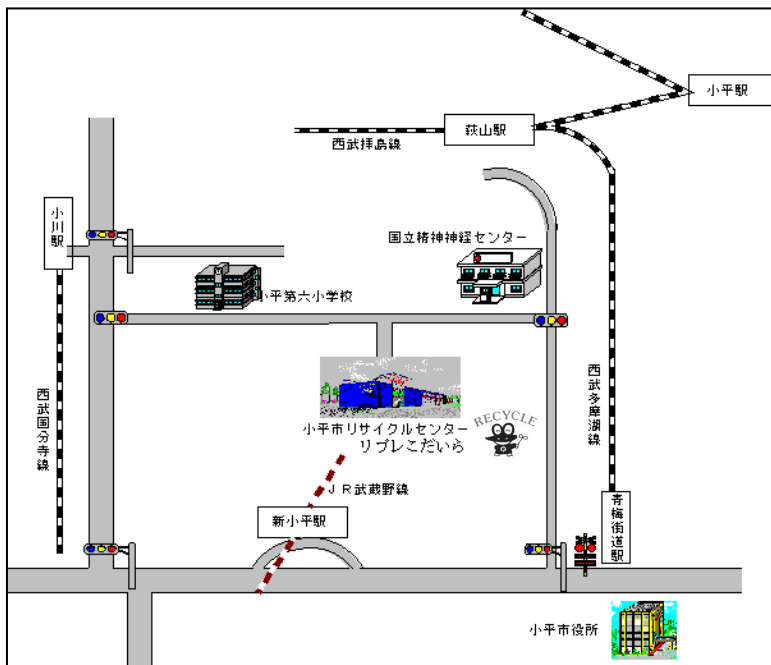 小平駅
萩山駅
西武拝島線
小川駅
国立精神神経センター
小平第六小学校
西武国分寺線
西武多摩湖線
小平市リサイクルセンター
リプレこだいら
RECYCLE
JR武蔵野線
新小平駅
青梅街道駅
小平市役所